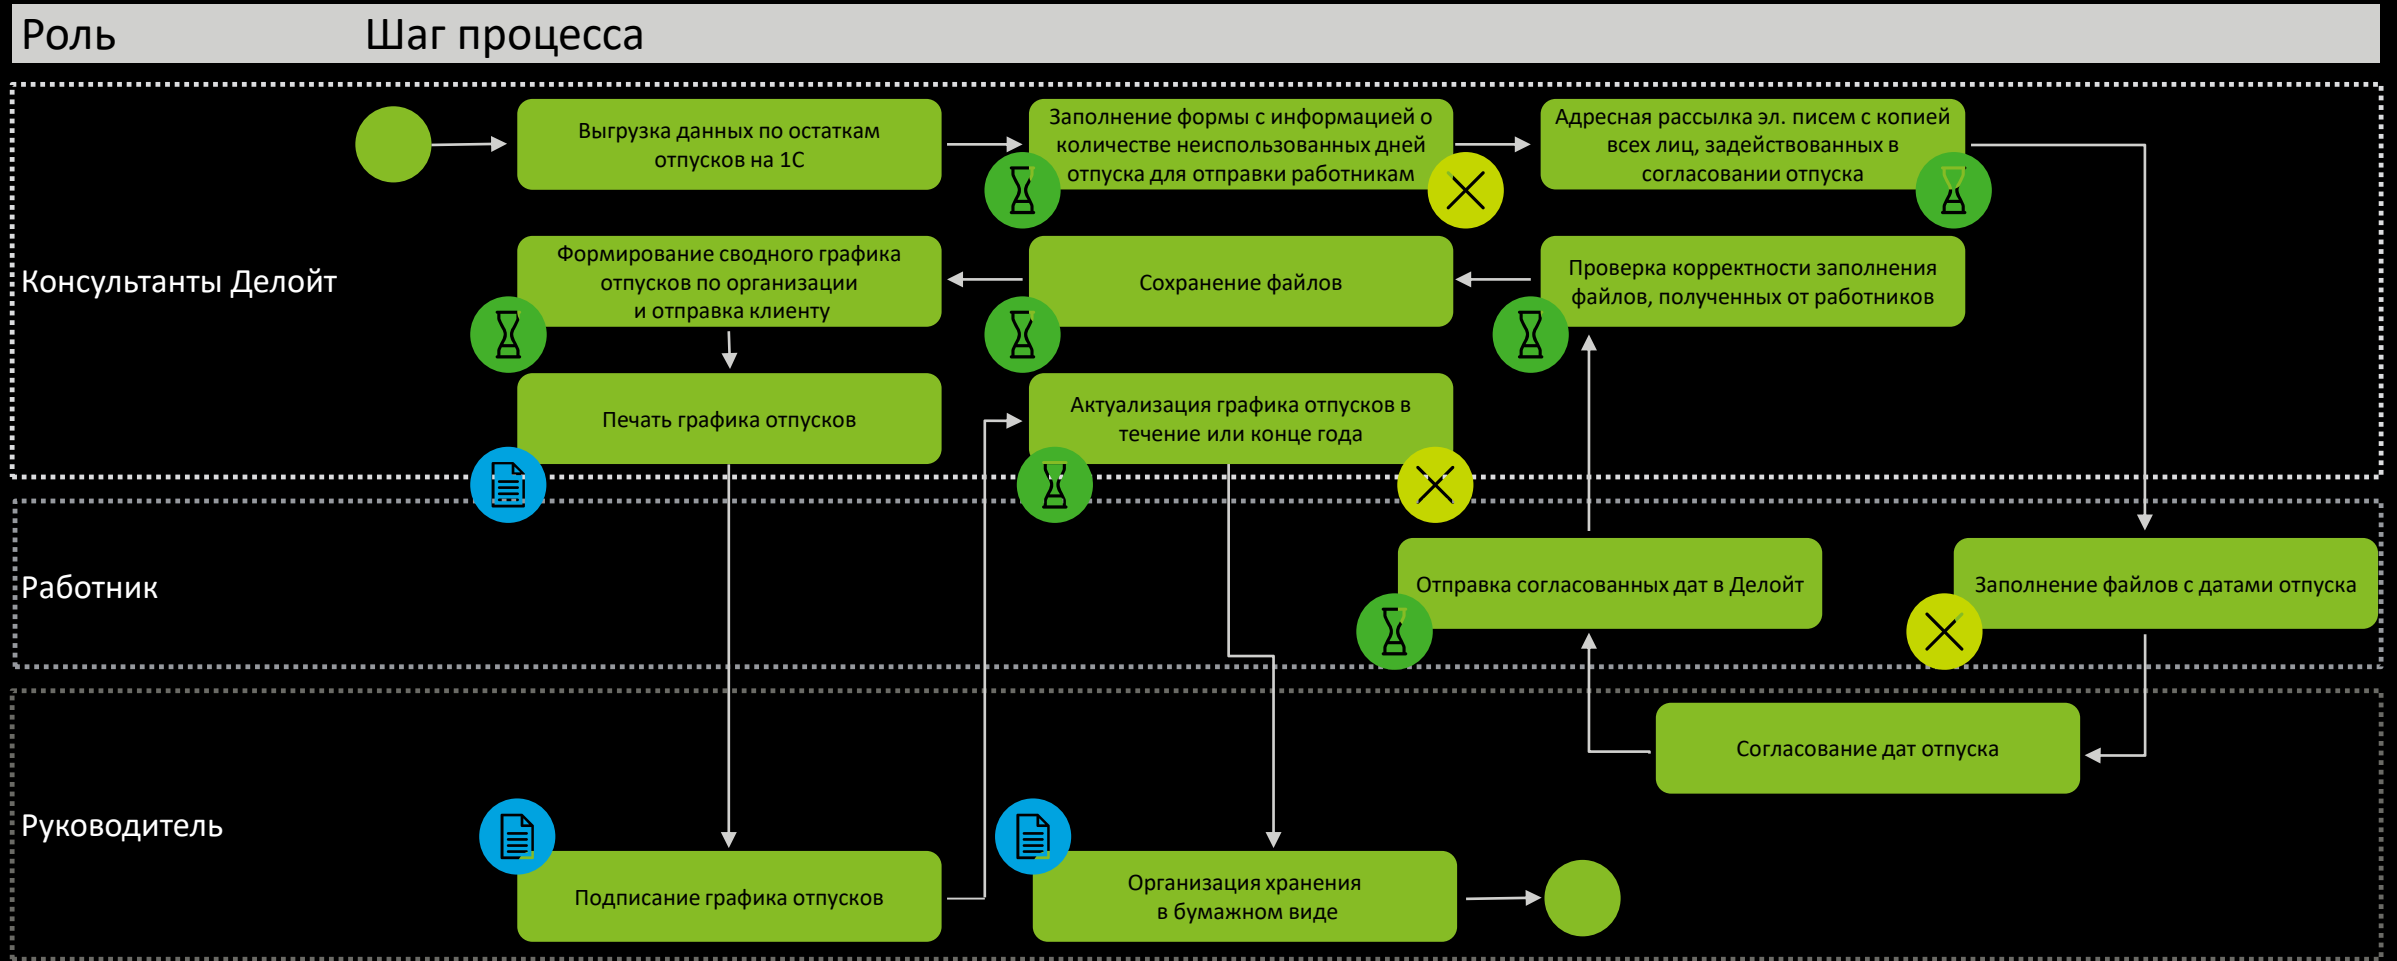 Роль
Шаг процесса
Выгрузка данных по остаткам
отпусков на 1С
Заполнение формы с информацией о
количестве неиспользованных дней
отпуска для отправки работникам
Адресная рассылка эл. писем с копией
всех лиц, задействованных в
согласовании отпуска
Консультанты Делойт
Формирование сводного графика
отпусков по организации
и отправка клиенту
Сохранение файлов
Проверка корректности заполнения
файлов, полученных от работников
Печать графика отпусков
Актуализация графика отпусков в
течение или конце года
Работник
Отправка согласованных дат в Делойт
Заполнение файлов с датами отпуска
Согласование дат отпуска
Руководитель
Подписание графика отпусков
Организация хранения
в бумажном виде